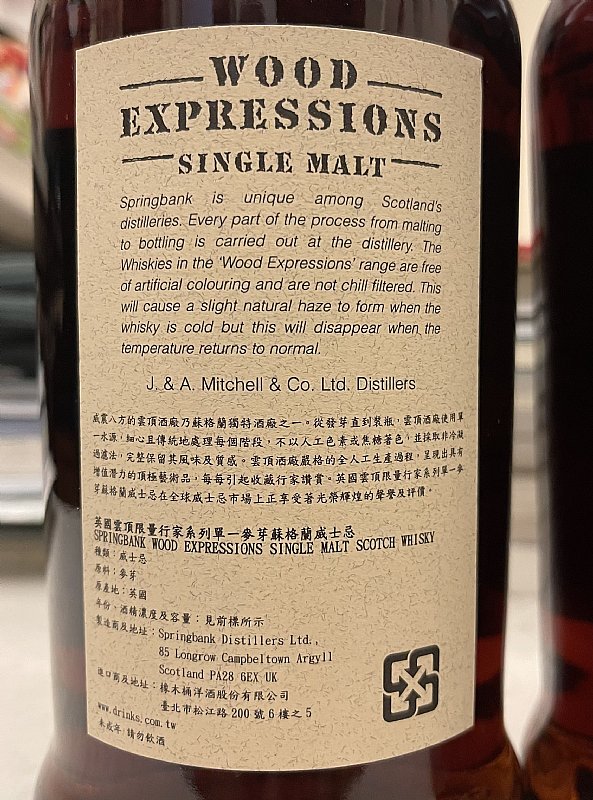 WOOD
EXPRESSIONS
SINGLE MALT
Springbank is unique among Scotland's
distilleries. Every part of the process from malting
to bottling is carried out at the distillery. The
Whiskies in the 'Wood Expressions' range are free
of artificial colouring and are not chill filtered. This
will cause a slight natural haze to form when the
whisky is cold but this will disappear when the
temperature returns to normal.
J. & A. Mitchell & Co. Ltd. Distillers
威震八方的雲頂酒廠乃蘇格蘭獨特酒廠之一。從發芽直到裝瓶，雲頂酒廠使用單
一水源，細心且傳統地處理每個階段，不以人工色素或焦糖著色，並採取非冷凝
過濾法，完整保留其風味及質感。雲頂酒廠嚴格的全人工生產過程，呈現出具有
增值潛力的頂極藝術品，每每引起收藏行家讚賞。英國雲頂限量行家系列單一麥
芽蘇格蘭威士忌在全球威士忌市場上正享受著光榮輝煌的聲譽及評價。
英國雲頂限量行家系列單一麥芽蘇格蘭威士忌
SPRINGBANK WOOD EXPRESSIONS SINGLE MALT SCOTCH WHISKY
種類：威士忌
原料：麥芽
原產地：英國
年份、酒精濃度及容量：見前標所示
製造商及地址：Springbank Distillers Ltd.,
85 Longrow Campbeltown Argyll
Scotland PA28 6EX UK
進口商及地址：橡木桶洋酒股份有限公司
臺北市松江路 200 號 6 樓之 5
www.drinks.com.tw
未成年 請勿飲酒